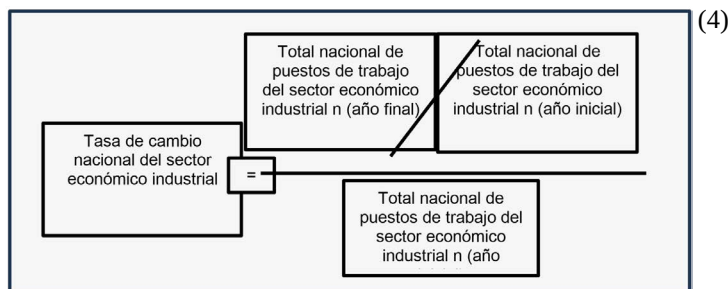 (4)
Total nacional de
puestos de trabajo
del sector económico
industrial n (año final)
Total nacional de
puestos de trabajo del
sector económico
industrial n (año inicial)
Tasa de cambio
nacional del sector
económico industrial
=
Total nacional de
puestos de trabajo del
sector económico
industrial n (año